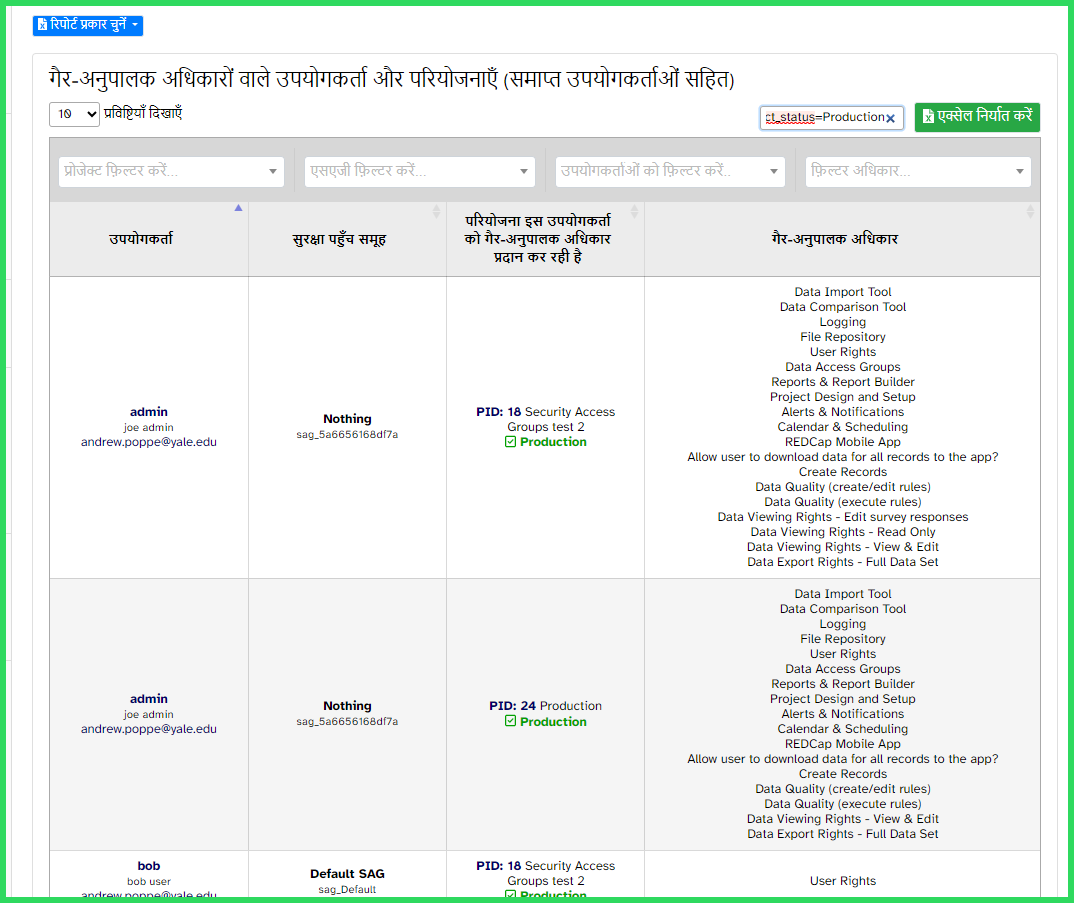 रिपोर्ट प्रकार चुनें
गैर-अनुपालक अधिकारों वाले उपयोगकर्ता और परियोजनाएँ (समाप्त उपयोगकर्ताओं सहित)
10 प्रविष्टियाँ दिखाएँ
ct_status=Production×
एक्सेल निर्यात करें
प्रोजेक्ट फ़िल्टर करें...
एसएजी फ़िल्टर करें...
उपयोगकर्ताओं को फ़िल्टर करें..
फ़िल्टर अधिकार...
उपयोगकर्ता
सुरक्षा पहुँच समूह
परियोजना इस उपयोगकर्ता
को गैर-अनुपालक अधिकार
प्रदान कर रही है
गैर-अनुपालक अधिकार
admin
joe admin
andrew.poppe@yale.edu
Nothing
sag_5a6656168df7a
PID: 18 Security Access
Groups test 2
Production
Data Import Tool
Data Comparison Tool
Logging
File Repository
User Rights
Data Access Groups
Reports & Report Builder
Project Design and Setup
Alerts & Notifications
Calendar & Scheduling
REDCap Mobile App
Allow user to download data for all records to the app?
Create Records
Data Quality (create/edit rules)
Data Quality (execute rules)
Data Viewing Rights - Edit survey responses
Data Viewing Rights - Read Only
Data Viewing Rights - View & Edit
Data Export Rights - Full Data Set
admin
joe admin
andrew.poppe@yale.edu
Nothing
sag_5a6656168df7a
PID: 24 Production
Production
Data Import Tool
Data Comparison Tool
Logging
File Repository
User Rights
Data Access Groups
Reports & Report Builder
Project Design and Setup
Alerts & Notifications
Calendar & Scheduling
REDCap Mobile App
Allow user to download data for all records to the app?
Create Records
Data Quality (create/edit rules)
Data Quality (execute rules)
Data Viewing Rights - View & Edit
Data Export Rights - Full Data Set
bob
bob user
andrew.poppe@yale.edu
Default SAG
sag_Default
PID: 18 Security Access
Groups test 2
Production
User Rights